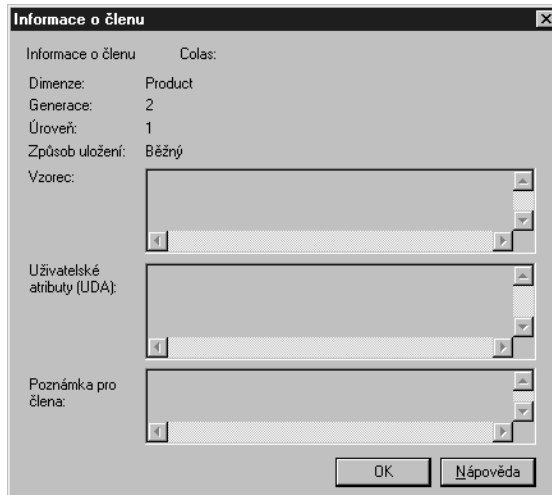 Informace o členu
Informace o členu Colas:
Dimenze: Product
Generace: 2
Úroveň: 1
Způsob uložení: Běžný
Vzorec:
Uživatelské
atributy (UDA):
Poznámka pro
člena:
OK Nápověda